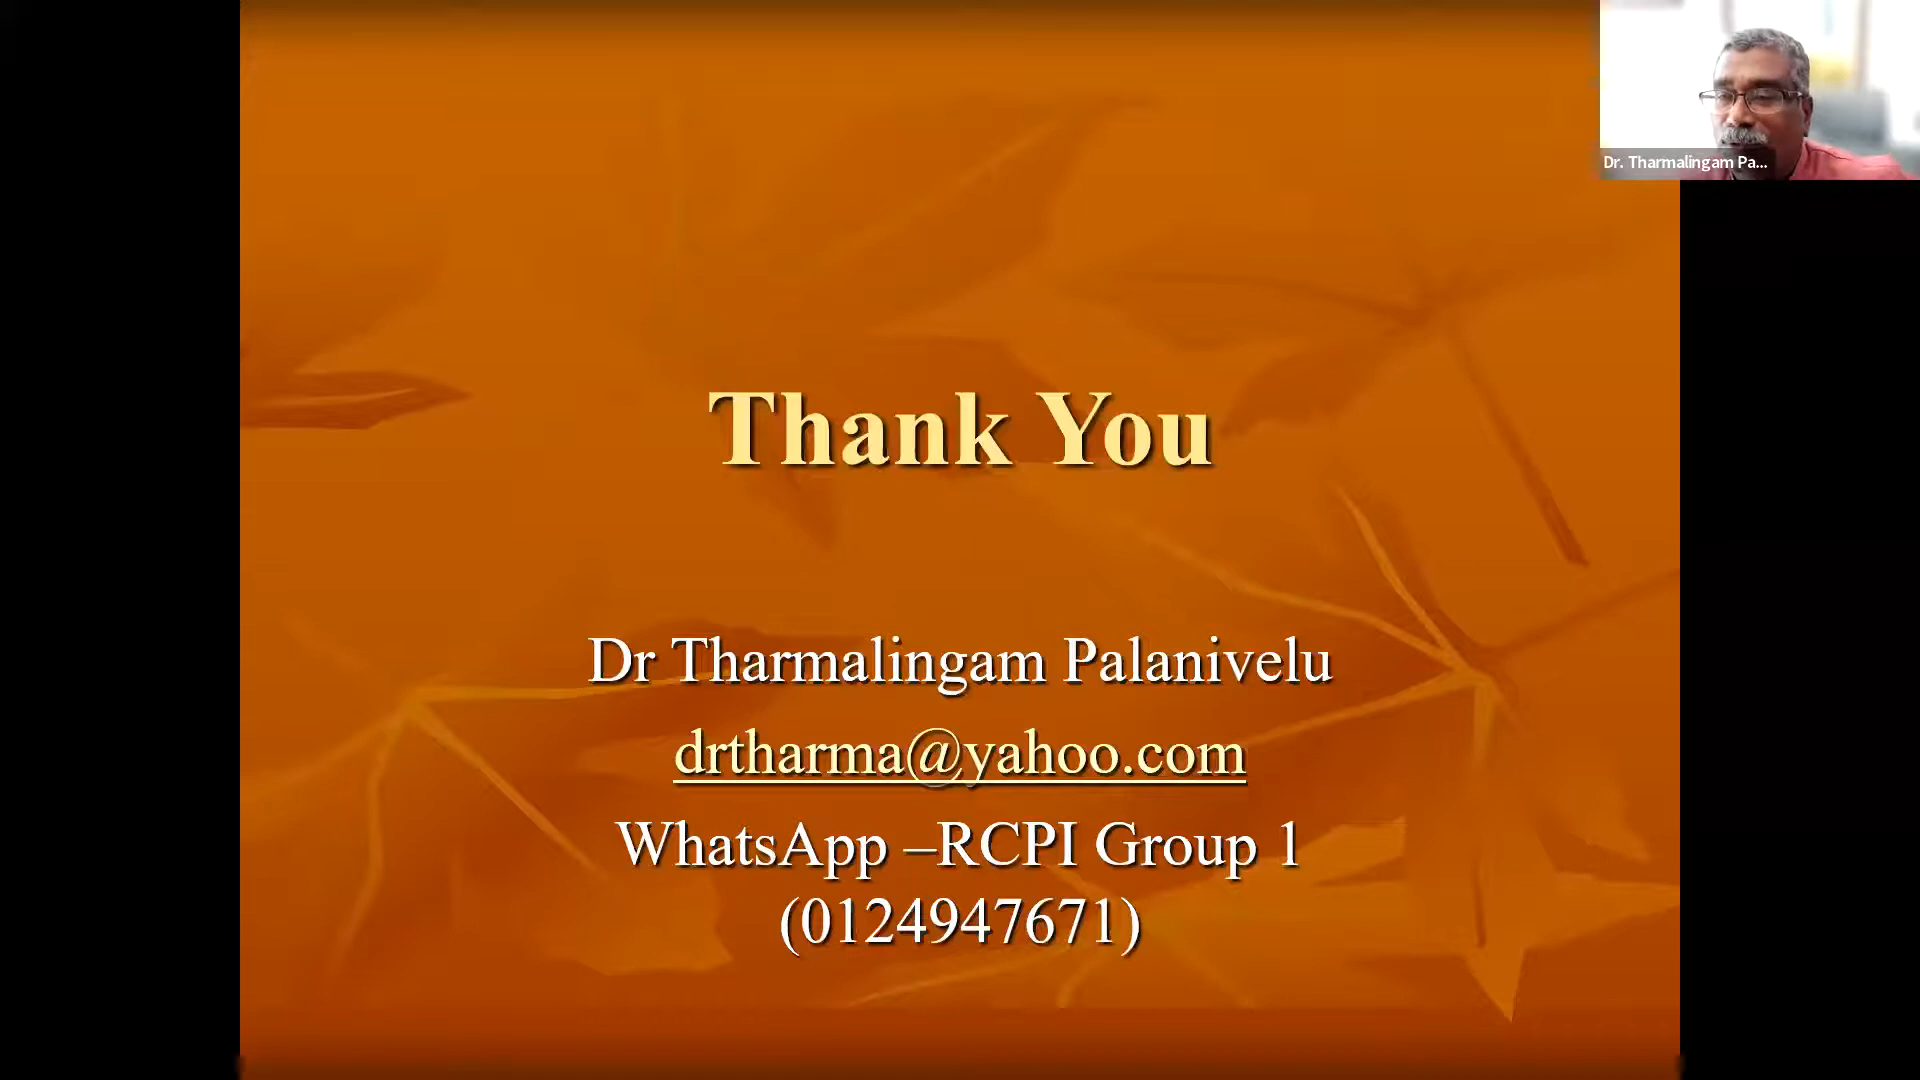 Dr. Tharmalingam Pa...
Thank You
Dr Tharmalingam Palanivelu
drtharma@yahoo.com
WhatsApp –RCPI Group 1
(0124947671)